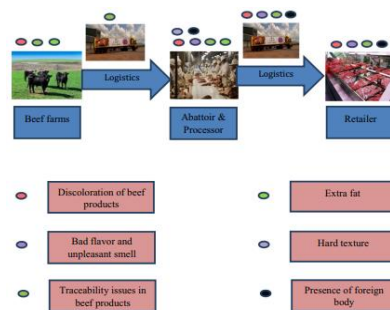 Logistics
Logistics
Beef farms
Abattoir &
Processor
Retailer
Discoloration of beef
products
Extra fat
Bad flavor and
unpleasant smell
Hard texture
Traceability issues in
beef products
Presence of foreign
body